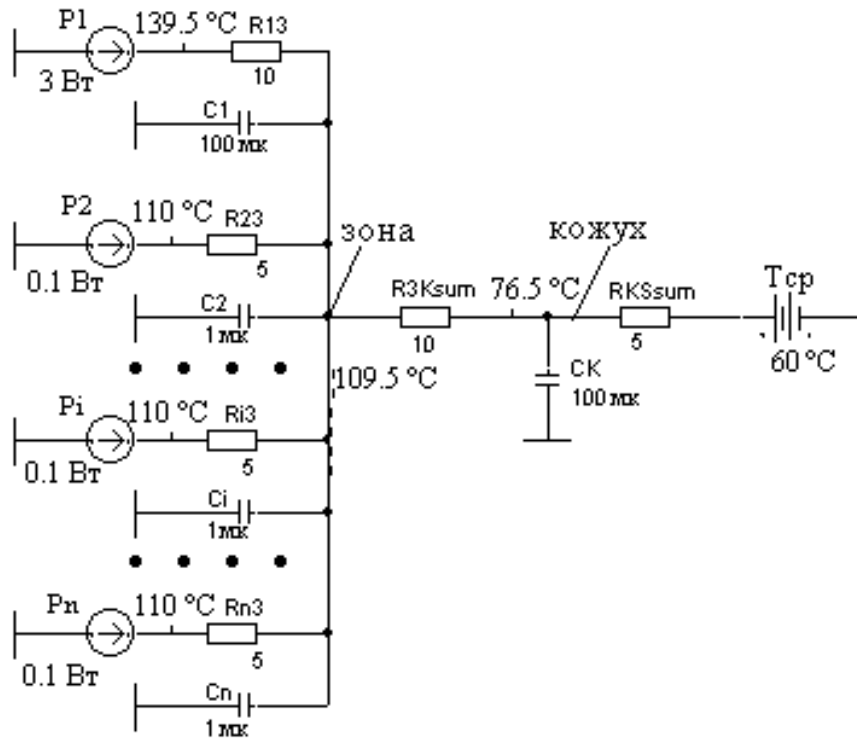 P1 139.5 °C R13
3 Вт 10
C1
100 мк
P2 110 °C R23
0.1 Вт 5
зона кожух
C2 R3Ksum 76.5 °C RKSsum Тср
1 мк 10 5 60 °C
109.5 °C СК
100 мк
Pi 110 °C Ri3
0.1 Вт 5
Ci
1 мк
Pn 110 °C Rn3
0.1 Вт 5
Cn
1 мк